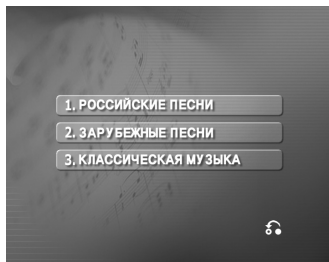 1. РОССИЙСКИЕ ПЕСНИ
2. ЗАРУБЕЖНЫЕ ПЕСНИ
3. КЛАССИЧЕСКАЯ МУЗЫКА